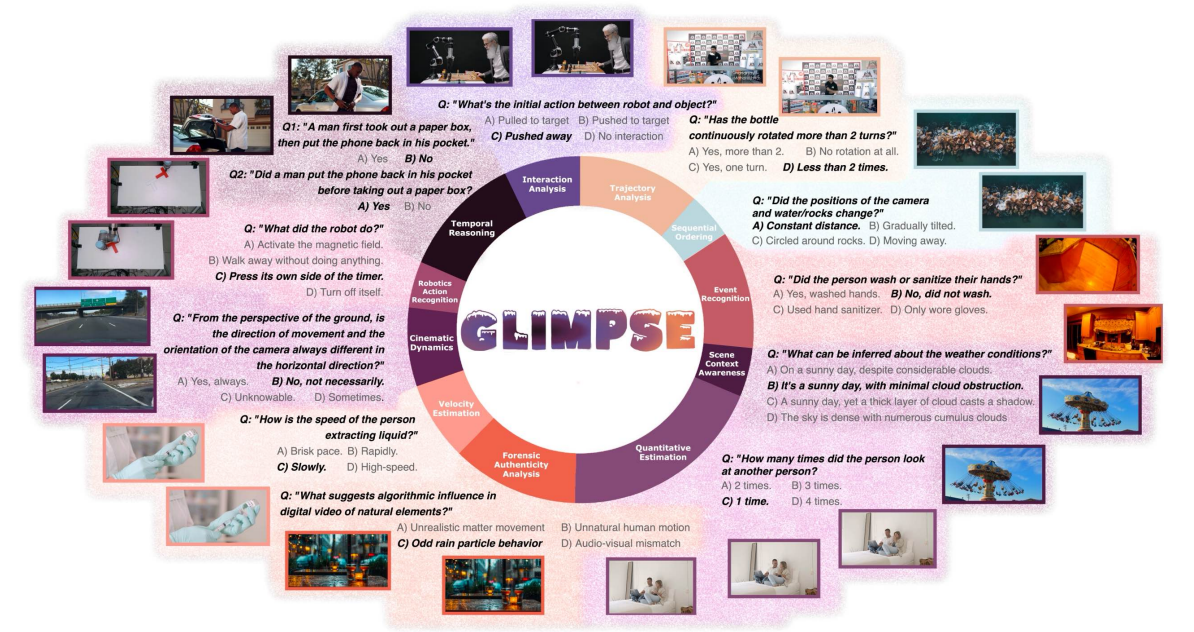 Q: "What's the initial action between robot and object?"
A) Pulled to target B) Pushed to target
C) Pushed away D) No interaction
Q: "Has the bottle
continuously rotated more than 2 turns?"
A) Yes, more than 2. B) No rotation at all.
C) Yes, one turn. D) Less than 2 times.
Q1: "A man first took out a paper box,
then put the phone back in his pocket."
A) Yes B) No
Q2: "Did a man put the phone back in his pocket
before taking out a paper box?
A) Yes B) No
Q: "Did the positions of the camera
and water/rocks change?"
A) Constant distance. B) Gradually tilted.
C) Circled around rocks. D) Moving away.
Q: "What did the robot do?"
A) Activate the magnetic field.
B) Walk away without doing anything.
C) Press its own side of the timer.
D) Turn off itself.
Q: "Did the person wash or sanitize their hands?"
A) Yes, washed hands. B) No, did not wash.
C) Used hand sanitizer. D) Only wore gloves.
Q: "From the perspective of the ground, is
the direction of movement and the
orientation of the camera always different in
the horizontal direction?"
A) Yes, always. B) No, not necessarily.
C) Unknowable. D) Sometimes.
Q: "What can be inferred about the weather conditions?"
A) On a sunny day, despite considerable clouds.
B) It's a sunny day, with minimal cloud obstruction.
C) A sunny day, yet a thick layer of cloud casts a shadow.
D) The sky is dense with numerous cumulus clouds
Q: "How is the speed of the person
extracting liquid?"
A) Brisk pace. B) Rapidly.
C) Slowly. D) High-speed.
Q: "How many times did the person look
at another person?
A) 2 times. B) 3 times.
C) 1 time. D) 4 times.
Q: "What suggests algorithmic influence in
digital video of natural elements?"
A) Unrealistic matter movement B) Unnatural human motion
C) Odd rain particle behavior D) Audio-visual mismatch
Interaction
Analysis
Trajectory
Analysis
Sequential
Ordering
Event
Recognition
Scene
Context
Awareness
Quantitative
Estimation
Forensic
Authenticity
Analysis
Velocity
Estimation
Cinematic
Dynamics
Robotics
Action
Recognition
Temporal
Reasoning
GLIMPSE